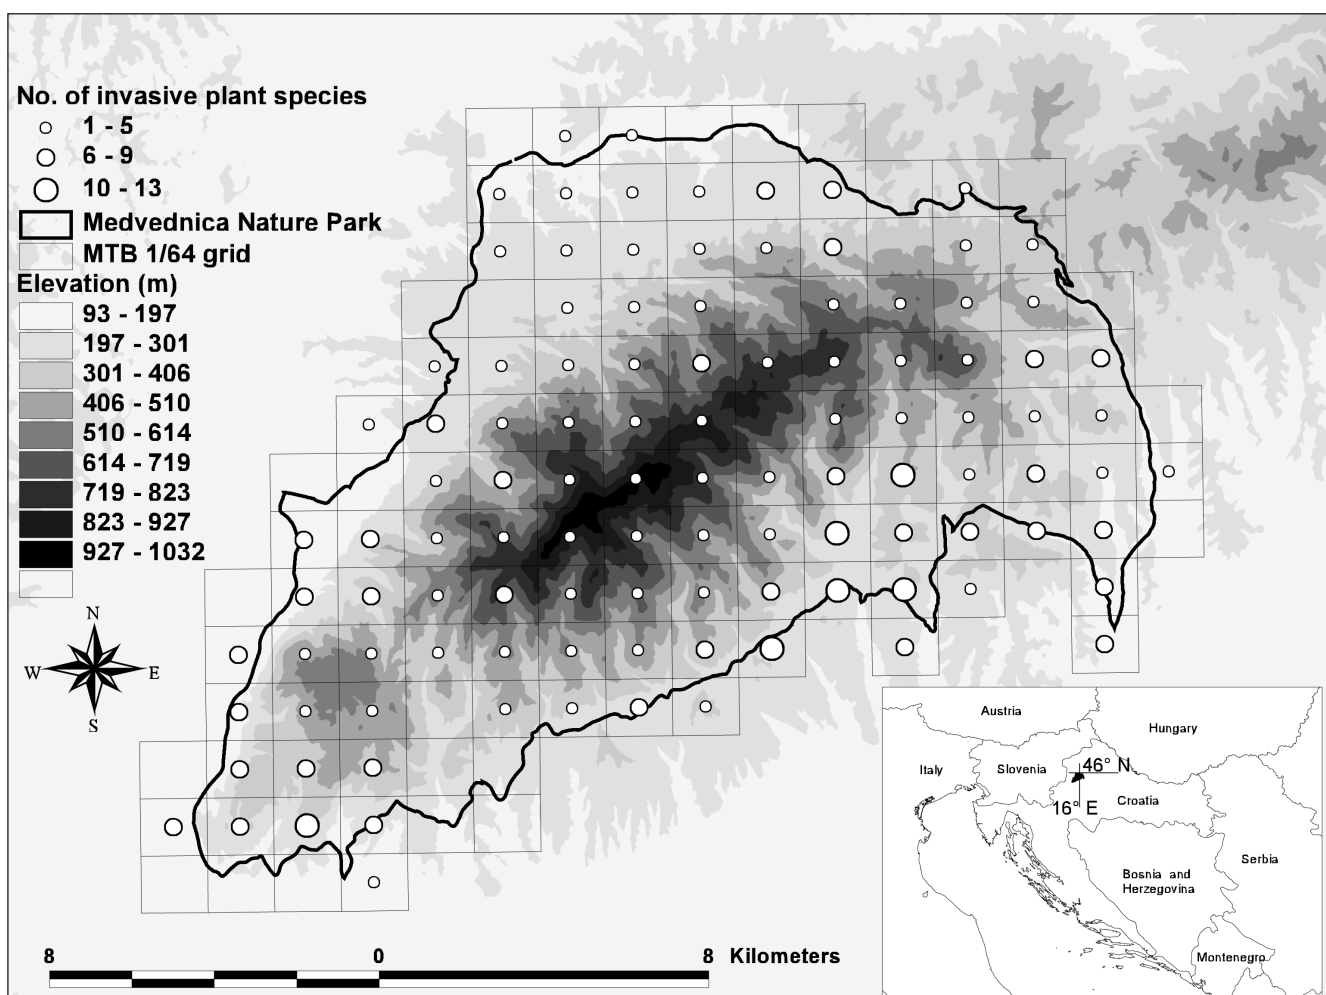 No. of invasive plant species
1 - 5
6 - 9
10 - 13
Medvednica Nature Park
MTB 1/64 grid
Elevation (m)
93 - 197
197 - 301
301 - 406
406 - 510
510 - 614
614 - 719
719 - 823
823 - 927
927 - 1032
N
W E
S
8 0 8 Kilometers
Austria
Hungary
Italy
Slovenia
46° N
16° E
Croatia
Serbia
Bosnia and
Herzegovina
Montenegro